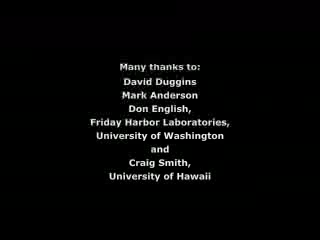 Many thanks to:
David Duggins
Mark Anderson
Don English,
Friday Harbor Laboratories,
University of Washington
and
Craig Smith,
University of Hawaii